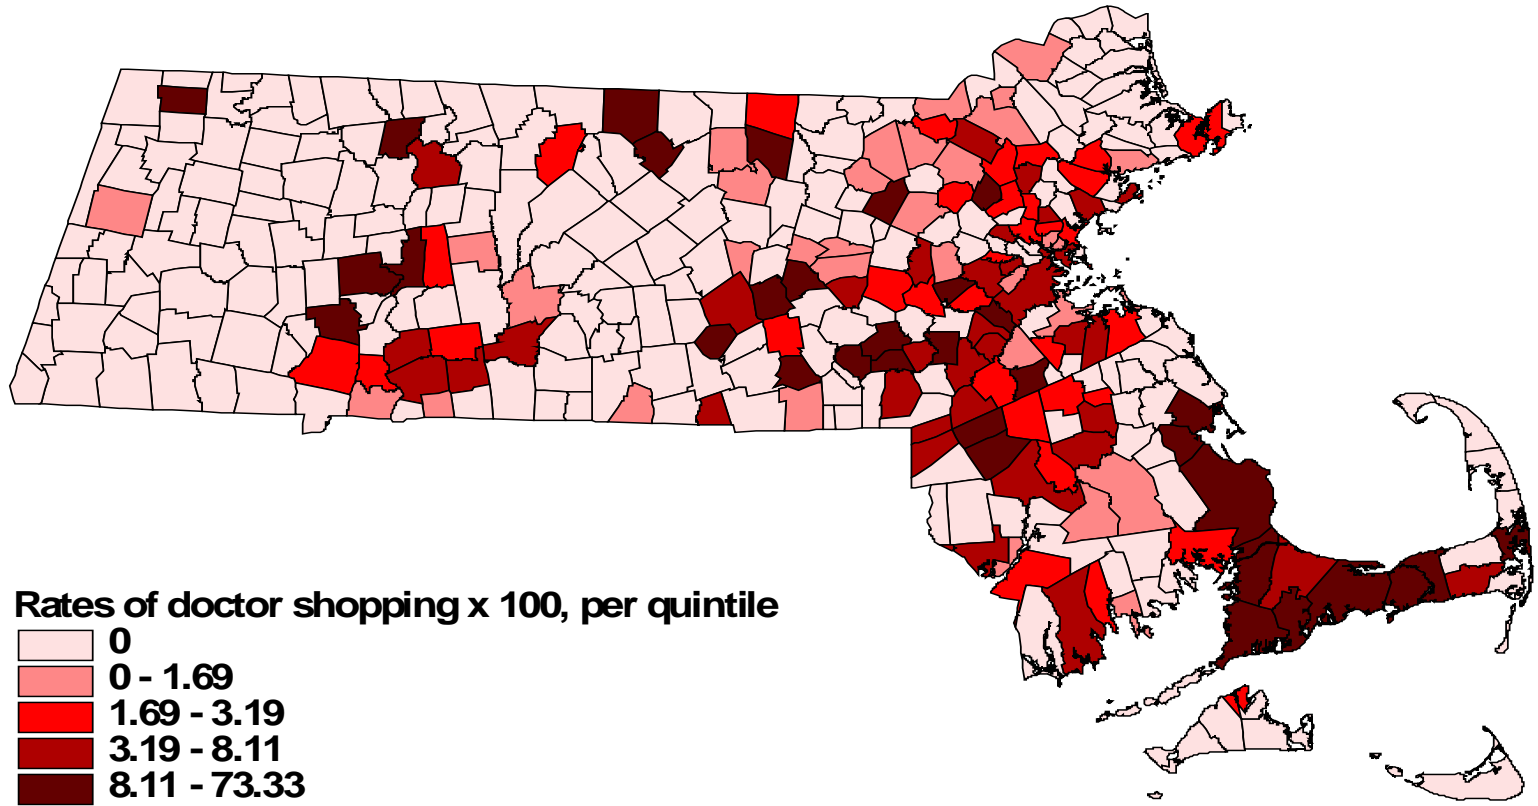 Rates of doctor shopping x 100, per quintile
0
0 - 1.69
1.69 - 3.19
3.19 - 8.11
8.11 - 73.33